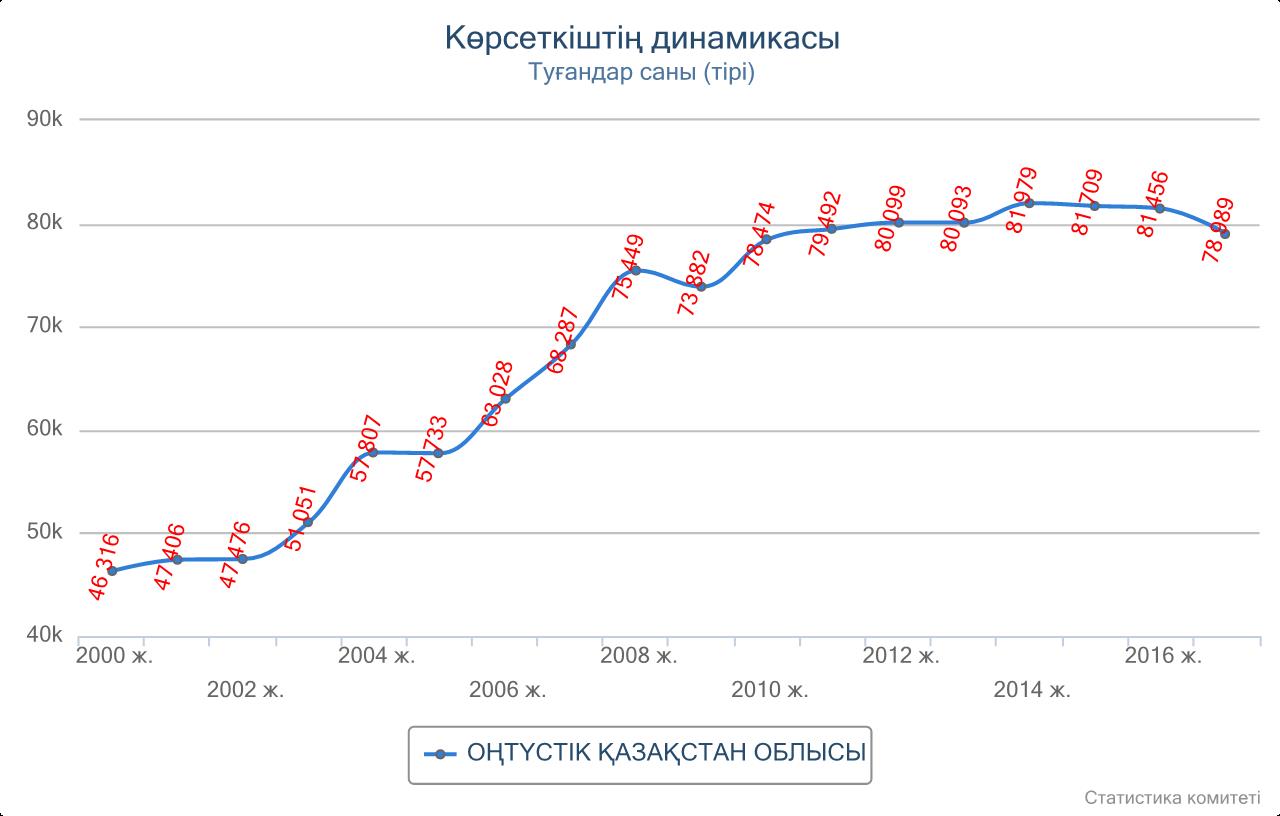 Көрсеткіштің динамикасы
Туғандар саны (тірі)
90k
80k
70k
60k
50k
40k
46 316
47 406
47 476
51 051
57 807
57 733
63 028
68 287
75 449
73 882
78 474
79 492
80 099
80 093
81 979
81 709
81 456
78 989
2000 ж.
2004 ж.
2008 ж.
2012 ж.
2016 ж.
2002 ж.
2006 ж.
2010 ж.
2014 ж.
ОҢТҮСТІК ҚАЗАҚСТАН ОБЛЫСЫ
Статистика комитеті